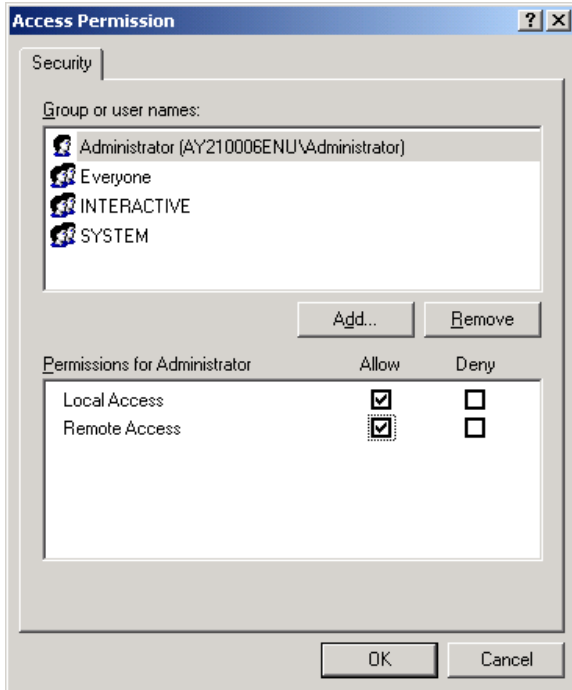 Access Permission
Security
Group or user names:
Administrator (AY210006ENU\Administrator)
Everyone
INTERACTIVE
SYSTEM
Add... Remove
Permissions for Administrator Allow Deny
Local Access
Remote Access
OK Cancel